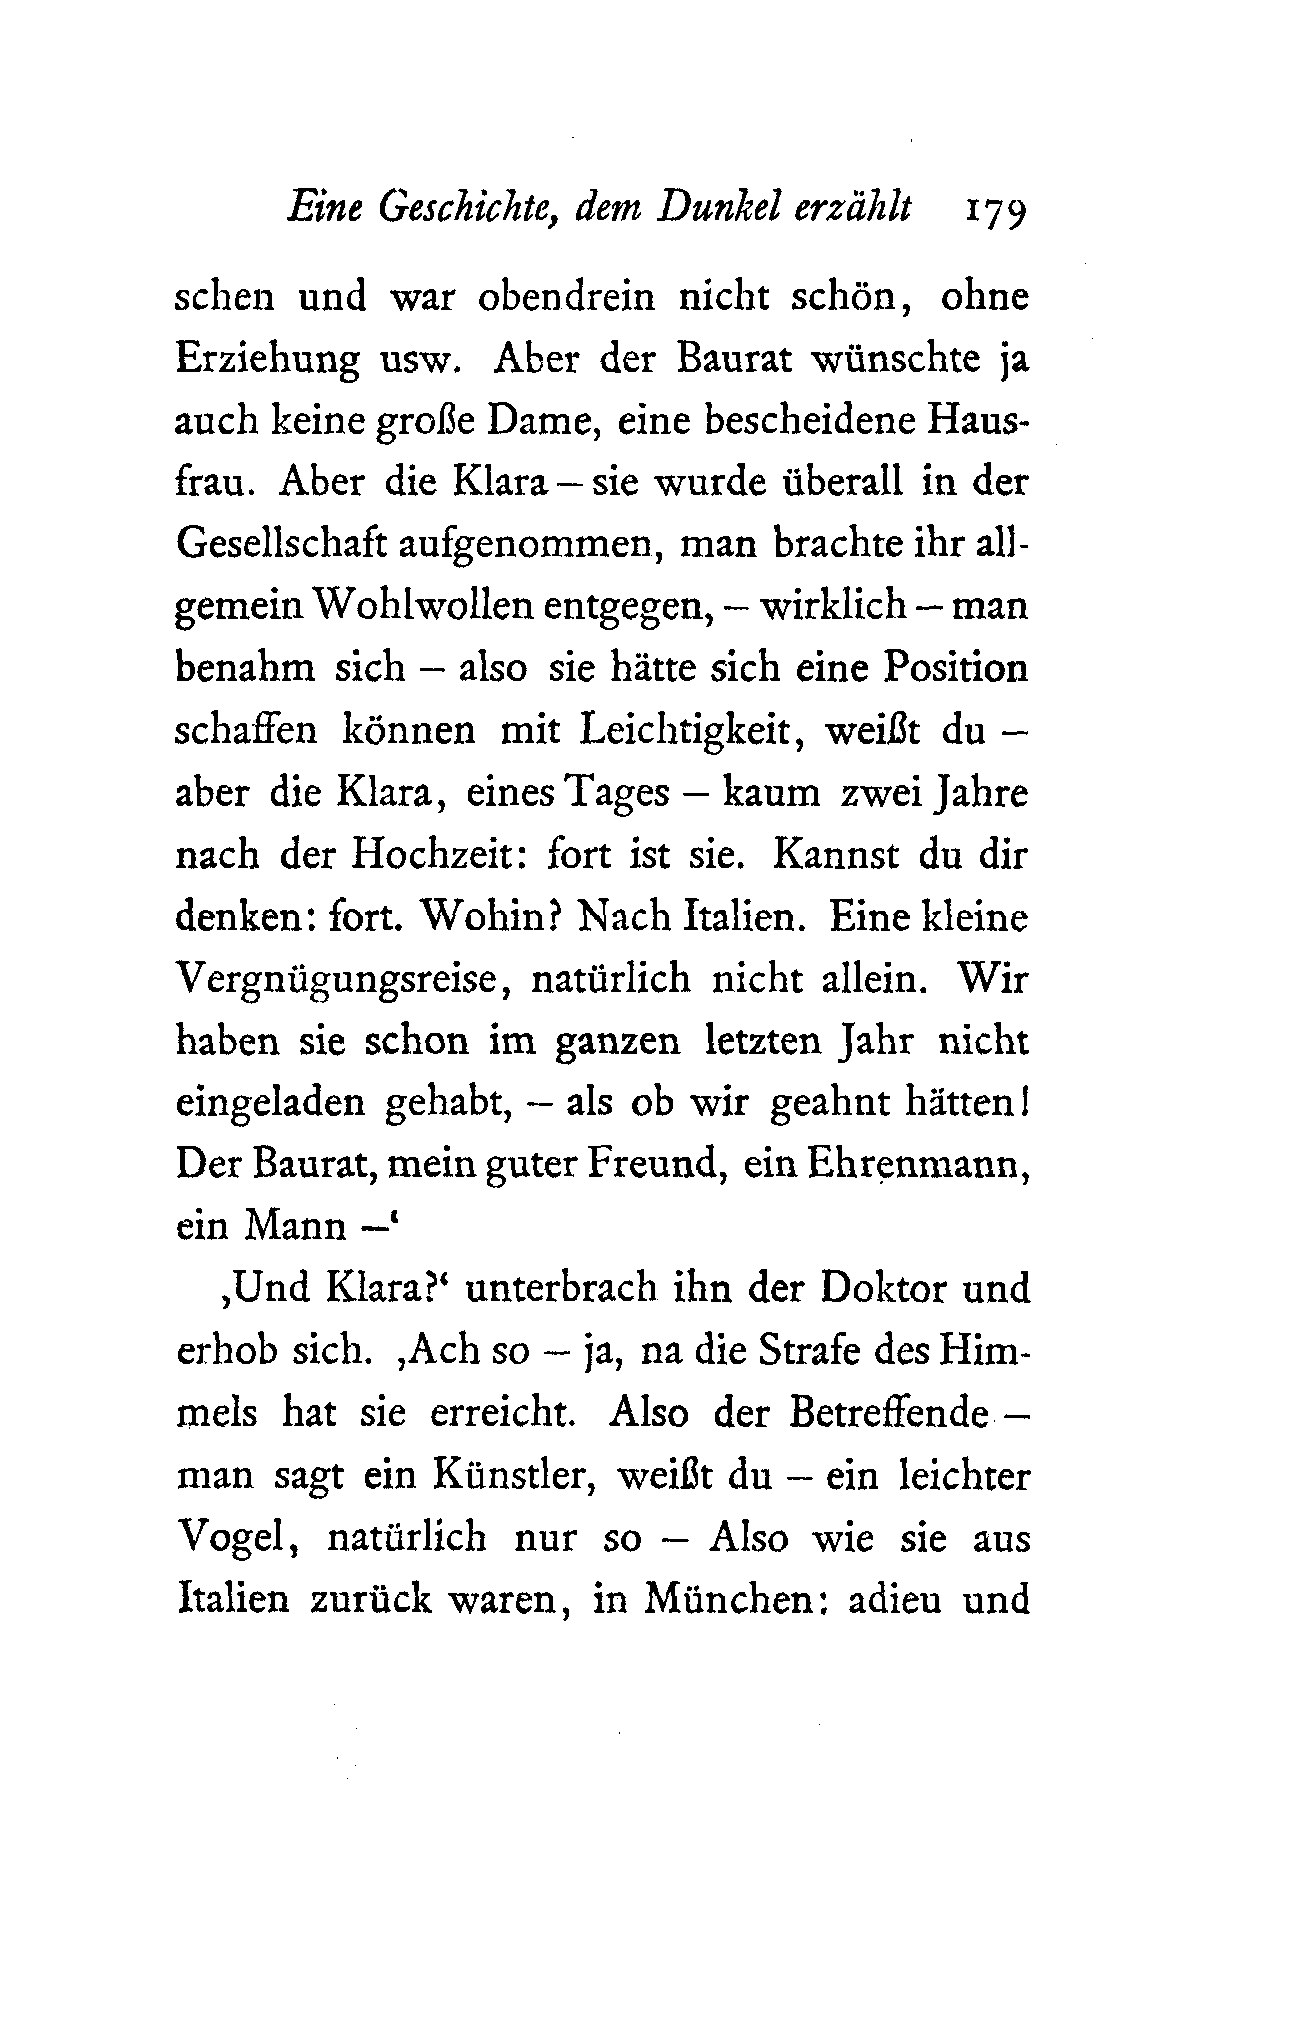 Eine Geschichte, dem Dunkel erzählt 179
schen und war obendrein nicht schön, ohne
Erziehung usw. Aber der Baurat wünschte ja
auch keine große Dame, eine bescheidene Haus-
frau. Aber die Klara – sie wurde überall in der
Gesellschaft aufgenommen, man brachte ihr all-
gemein Wohlwollen entgegen, – wirklich – man
benahm sich – also sie hätte sich eine Position
schaffen können mit Leichtigkeit, weißt du –
aber die Klara, eines Tages – kaum zwei Jahre
nach der Hochzeit: fort ist sie. Kannst du dir
denken: fort. Wohin? Nach Italien. Eine kleine
Vergnügungsreise, natürlich nicht allein. Wir
haben sie schon im ganzen letzten Jahr nicht
eingeladen gehabt, – als ob wir geahnt hätten!
Der Baurat, mein guter Freund, ein Ehrenmann,
ein Mann –‘
‚Und Klara?‘ unterbrach ihn der Doktor und
erhob sich. ‚Ach so – ja, na die Strafe des Him-
mels hat sie erreicht. Also der Betreffende –
man sagt ein Künstler, weißt du – ein leichter
Vogel, natürlich nur so – Also wie sie aus
Italien zurück waren, in München: adieu und